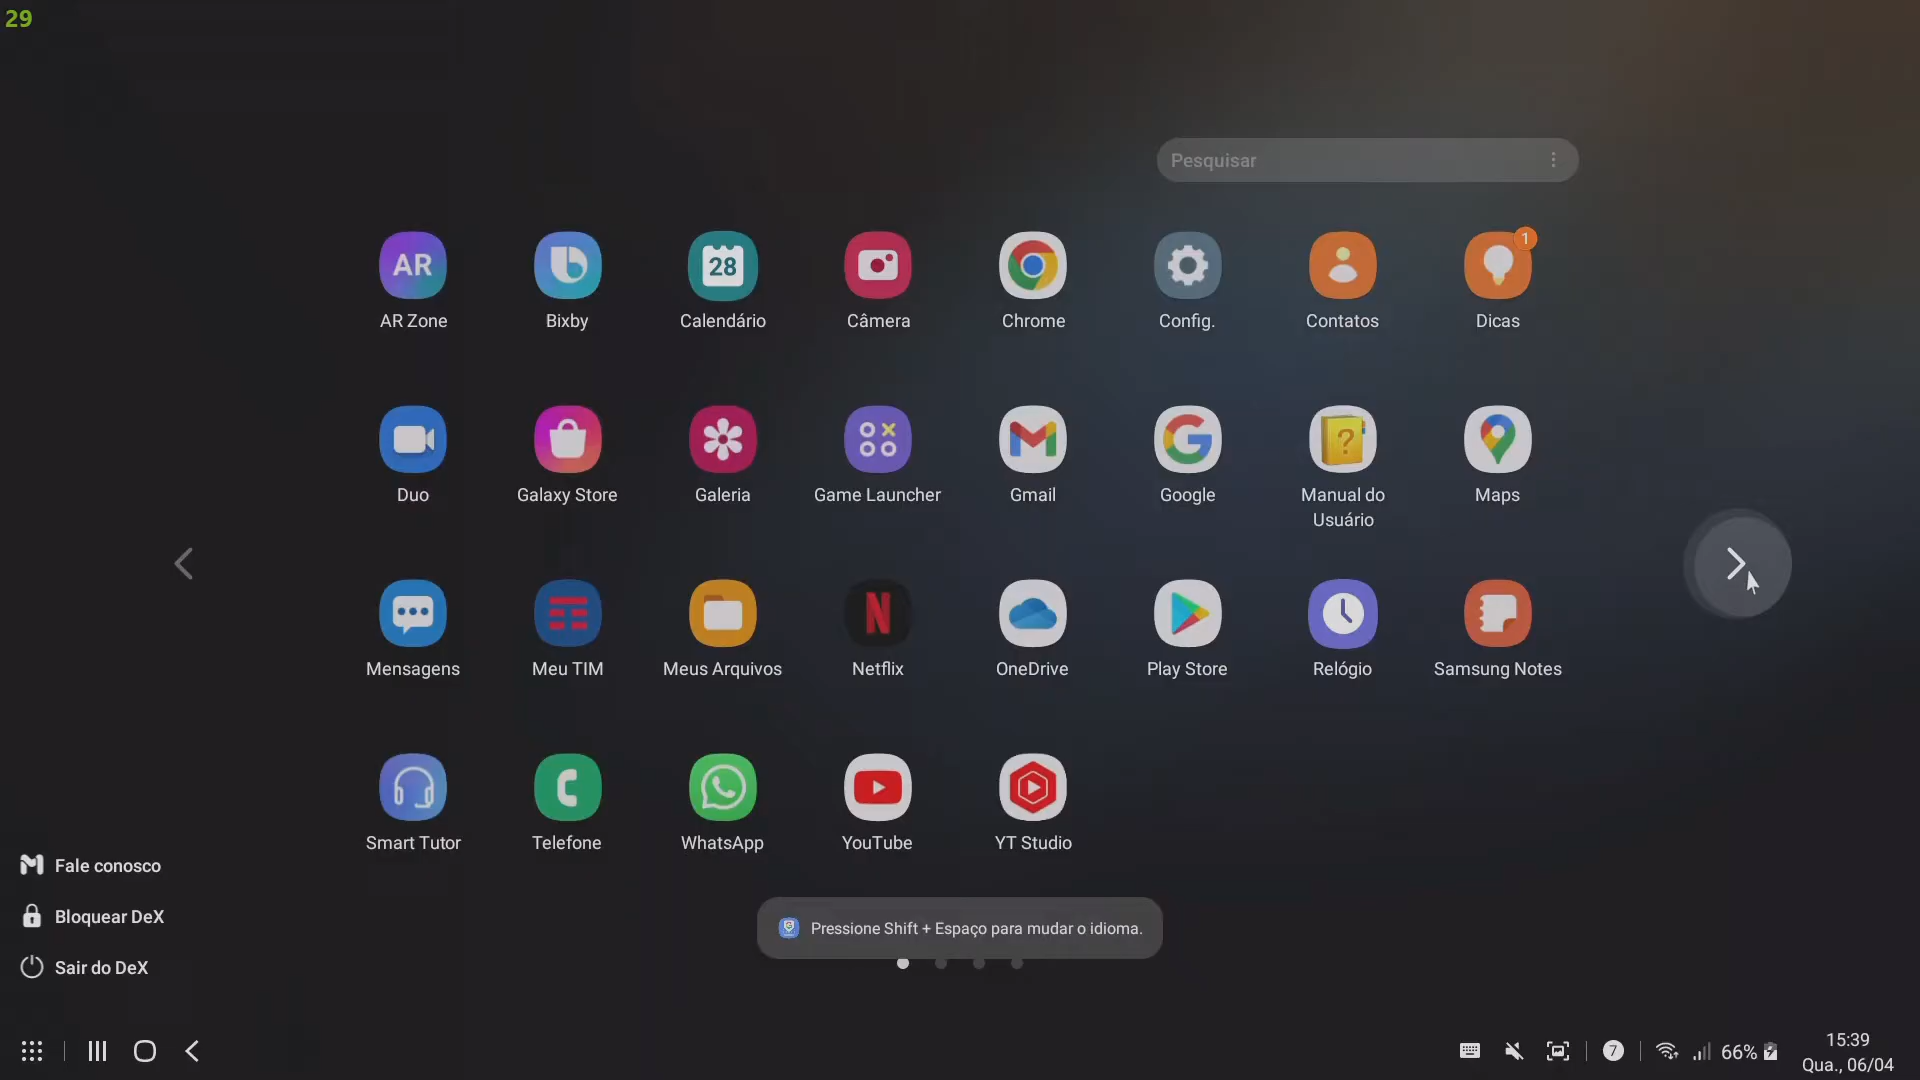 29
Pesquisar
AR
28
1
AR Zone
Bixby
Calendário
Câmera
Chrome
Config.
Contatos
Dicas
Duo
Galaxy Store
Galeria
Game Launcher
Gmail
Google
Manual do
Usuário
Maps
Mensagens
Meu TIM
Meus Arquivos
Netflix
OneDrive
Play Store
Relógio
Samsung Notes
Smart Tutor
Telefone
WhatsApp
YouTube
YT Studio
Fale conosco
Bloquear DeX
Sair do DeX
Pressione Shift + Espaço para mudar o idioma.
7
66%
15:39
Qua., 06/04